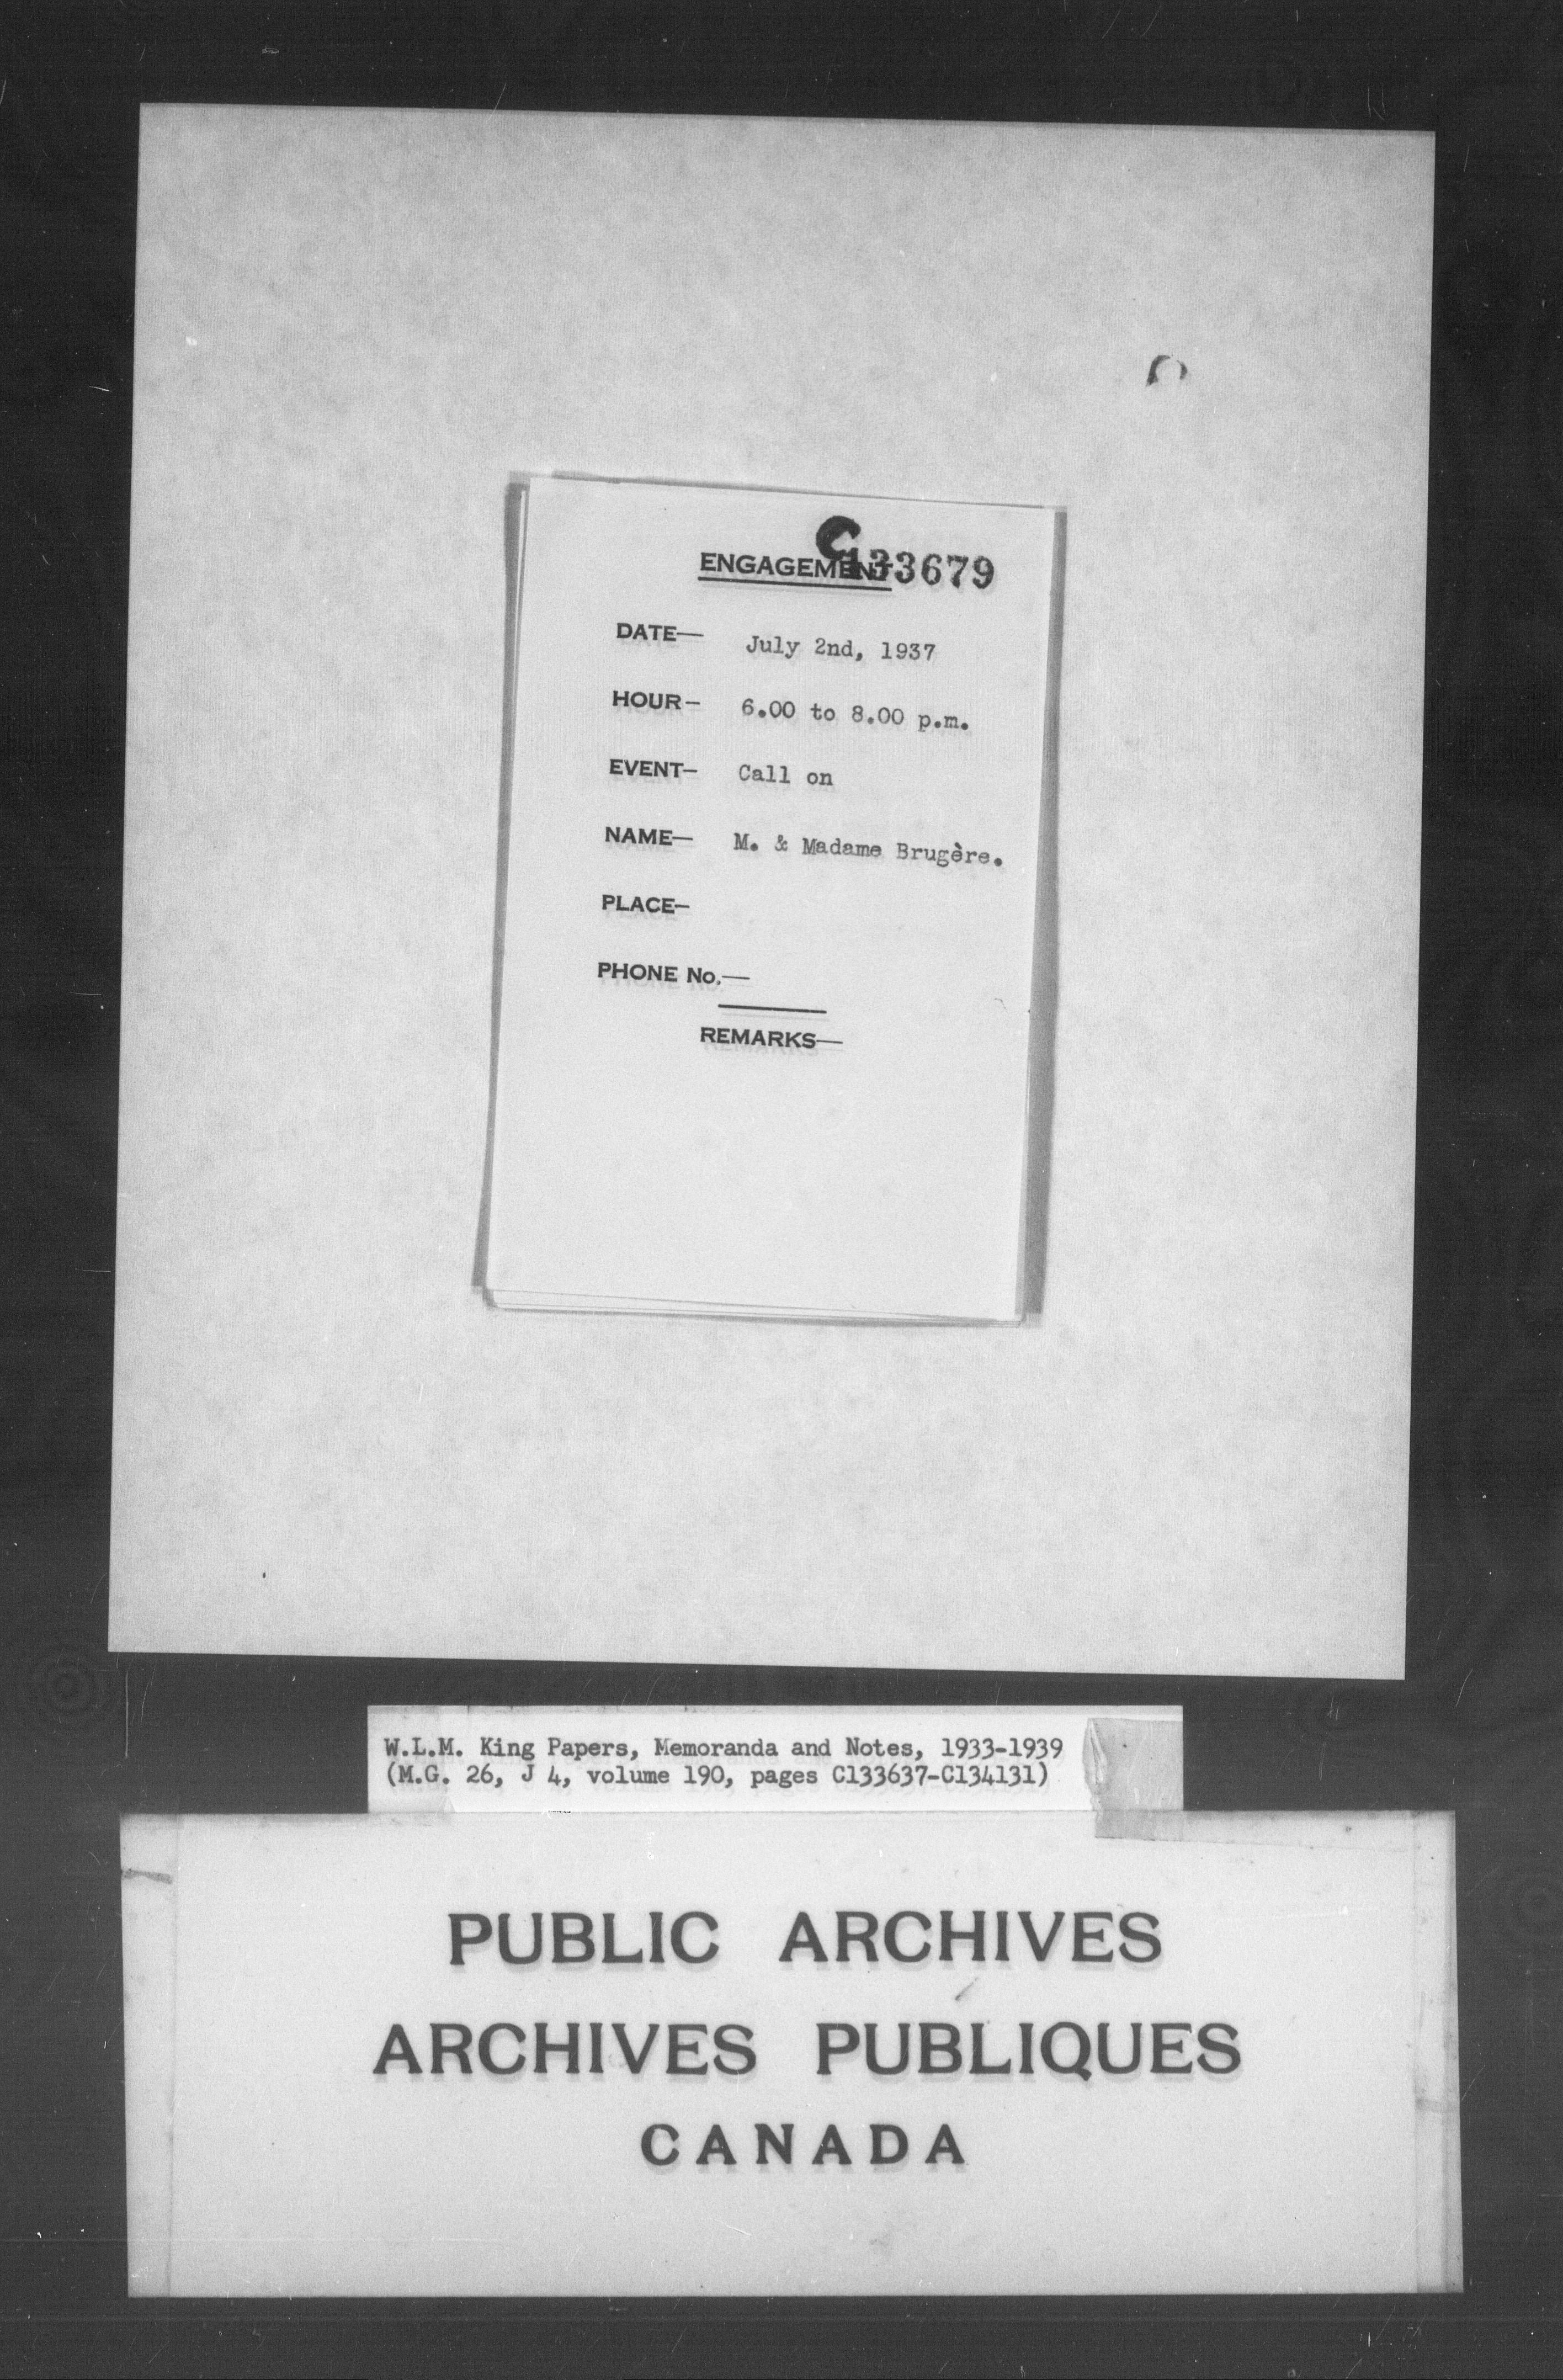 C133679
ENGAGEMENT
DATE— July 2nd, 1937
HOUR— 6.00 to 8.00 p.m.
EVENT— Call on
NAME— M. & Madame Brugère.
PLACE—
PHONE No.—
REMARKS—
W.L.M. King Papers, Memoranda and Notes, 1933-1939
(M.G. 26, J 4, volume 190, pages C133637-C134131)
PUBLIC ARCHIVES
ARCHIVES PUBLIQUES
CANADA